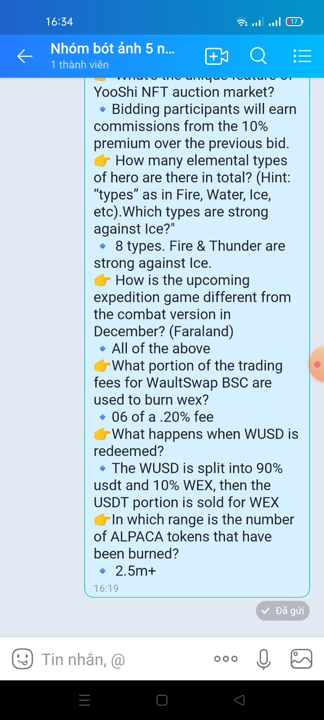 16:34
17
Nhóm bót ảnh 5 n...
1 thành viên
👉 What's the unique feature of
YooShi NFT auction market?
🔹 Bidding participants will earn
commissions from the 10%
premium over the previous bid.
👉 How many elemental types
of hero are there in total? (Hint:
“types” as in Fire, Water, Ice,
etc).Which types are strong
against Ice?"
🔹 8 types. Fire & Thunder are
strong against Ice.
👉 How is the upcoming
expedition game different from
the combat version in
December? (Faraland)
🔹All of the above
👉What portion of the trading
fees for WaultSwap BSC are
used to burn wex?
🔹06 of a .20% fee
👉What happens when WUSD is
redeemed?
🔹The WUSD is split into 90%
usdt and 10% WEX, then the
USDT portion is sold for WEX
👉In which range is the number
of ALPACA tokens that have
been burned?
🔹 2.5m+
16:19
Đã gửi
Tin nhắn, @